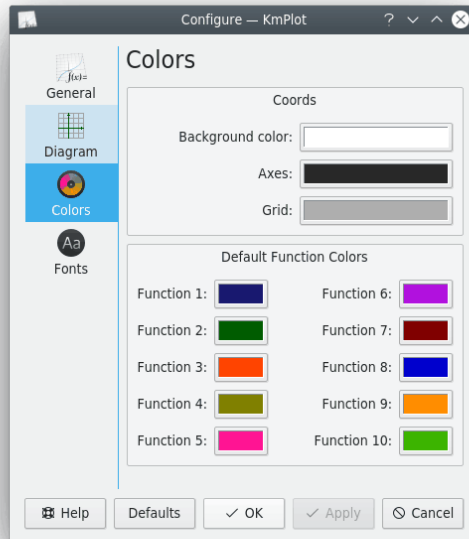 Configure — KmPlot
Colors
f(x)=
General
Diagram
Colors
Aa
Fonts
Coords
Background color:
Axes:
Grid:
Default Function Colors
Function 1:
Function 2:
Function 3:
Function 4:
Function 5:
Function 6:
Function 7:
Function 8:
Function 9:
Function 10:
Help
Defaults
OK
Apply
Cancel